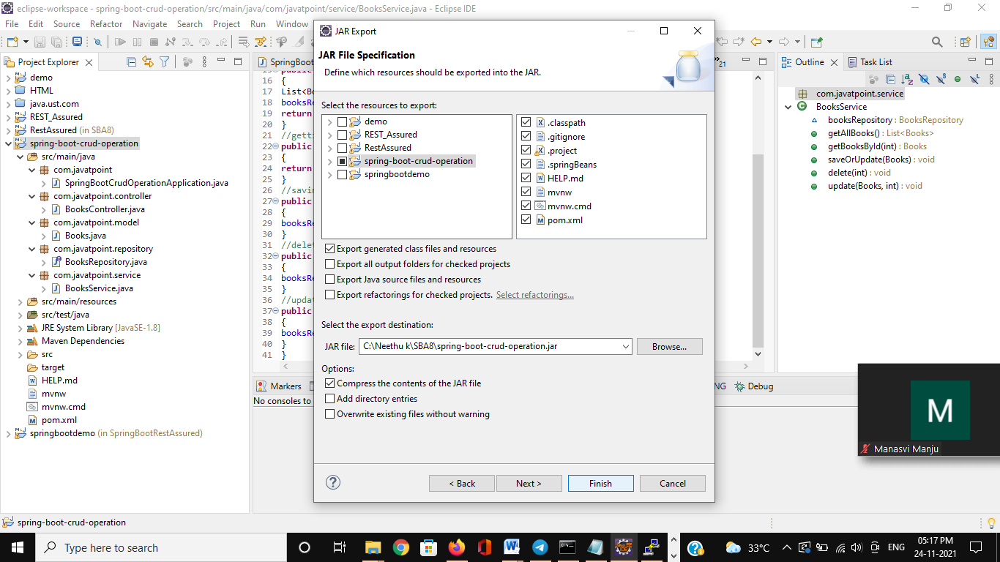 eclipse-workspace - spring-boot-crud-operation/src/main/java/com/javatpoint/service/BooksService.java - Eclipse IDE
File Edit Source Refactor Navigate Search Project Run Window
Project Explorer
demo
HTML
java.ust.com
REST_Assured
RestAssured (in SBA8)
spring-boot-crud-operation
src/main/java
com.javatpoint
SpringBootCrudOperationApplication.java
com.javatpoint.controller
BooksController.java
com.javatpoint.model
Books.java
com.javatpoint.repository
BooksRepository.java
com.javatpoint.service
BooksService.java
src/main/resources
src/test/java
JRE System Library [JavaSE-1.8]
Maven Dependencies
src
target
HELP.md
mvnw
mvnw.cmd
pom.xml
springbootdemo (in SpringBootRestAssured)
SpringBoot
21
16 {
17 List<Bo
18 booksRe
19 return
20 }
21 //getti
22 public
23 {
24 return
25 }
26 //savin
27 public
28 {
29 booksRe
30 }
31 //delet
32 public
33 {
34 booksRe
35 }
36 //updat
37 public
38 {
39 booksRe
40 }
41 }
Markers
NG
Debug
No consoles to
JAR Export
JAR File Specification
Define which resources should be exported into the JAR.
Select the resources to export:
demo
REST_Assured
RestAssured
spring-boot-crud-operation
springbootdemo
.classpath
.gitignore
.project
.springBeans
HELP.md
mvnw
mvnw.cmd
pom.xml
Export generated class files and resources
Export all output folders for checked projects
Export Java source files and resources
Export refactorings for checked projects. Select refactorings...
Select the export destination:
JAR file: C:\Neethu k\SBA8\spring-boot-crud-operation.jar Browse...
Options:
Compress the contents of the JAR file
Add directory entries
Overwrite existing files without warning
< Back Next > Finish Cancel
Outline Task List
com.javatpoint.service
BooksService
booksRepository : BooksRepository
getAllBooks() : List<Books>
getBooksById(int) : Books
saveOrUpdate(Books) : void
delete(int) : void
update(Books, int) : void
M
Manasvi Manju
spring-boot-crud-operation
Type here to search
33°C
ENG
05:17 PM
24-11-2021